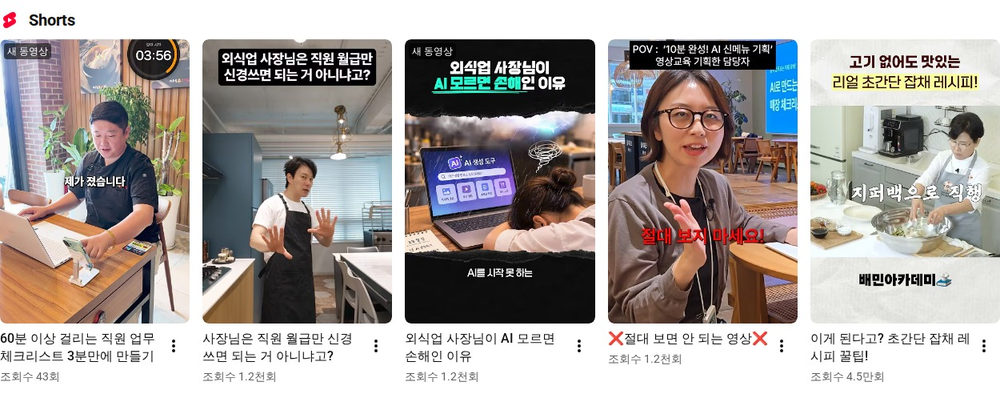 Shorts
새 동영상
03:56
제가 졌습니다
60분 이상 걸리는 직원 업무
체크리스트 3분만에 만들기
조회수 43회
외식업 사장님은 직원 월급만
신경쓰면 되는 거 아니냐고?
사장님은 직원 월급만 신경
쓰면 되는 거 아니냐고?
조회수 1.2천회
새 동영상
외식업 사장님이
AI 모르면 손해인 이유
AI 생성 도구
AI를 시작 못 하는
외식업 사장님이 AI 모르면
손해인 이유
조회수 1.2천회
POV : '10분 완성! AI 신메뉴 기획'
영상교육 기획한 담당자
AI로 만드는
매장 체크리
절대 보지 마세요!
❌절대 보면 안 되는 영상❌
조회수 1.2천회
고기 없어도 맛있는
리얼 초간단 잡채 레시피!
지퍼백으로 직행
배민아카데미
이게 된다고? 초간단 잡채 레
시피 꿀팁!
조회수 4.5만회